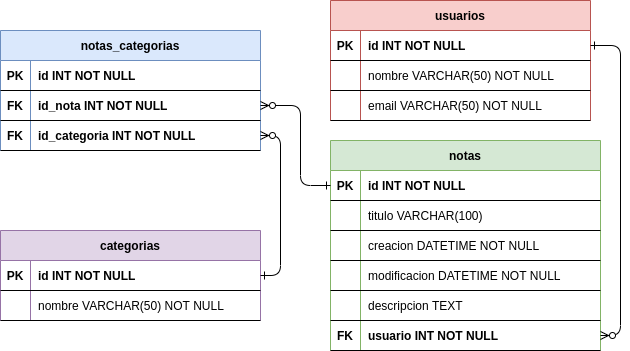 usuarios
PK id INT NOT NULL
nombre VARCHAR(50) NOT NULL
email VARCHAR(50) NOT NULL
notas_categorias
PK id INT NOT NULL
FK id_nota INT NOT NULL
FK id_categoria INT NOT NULL
notas
PK id INT NOT NULL
titulo VARCHAR(100)
creacion DATETIME NOT NULL
modificacion DATETIME NOT NULL
descripcion TEXT
FK usuario INT NOT NULL
categorias
PK id INT NOT NULL
nombre VARCHAR(50) NOT NULL